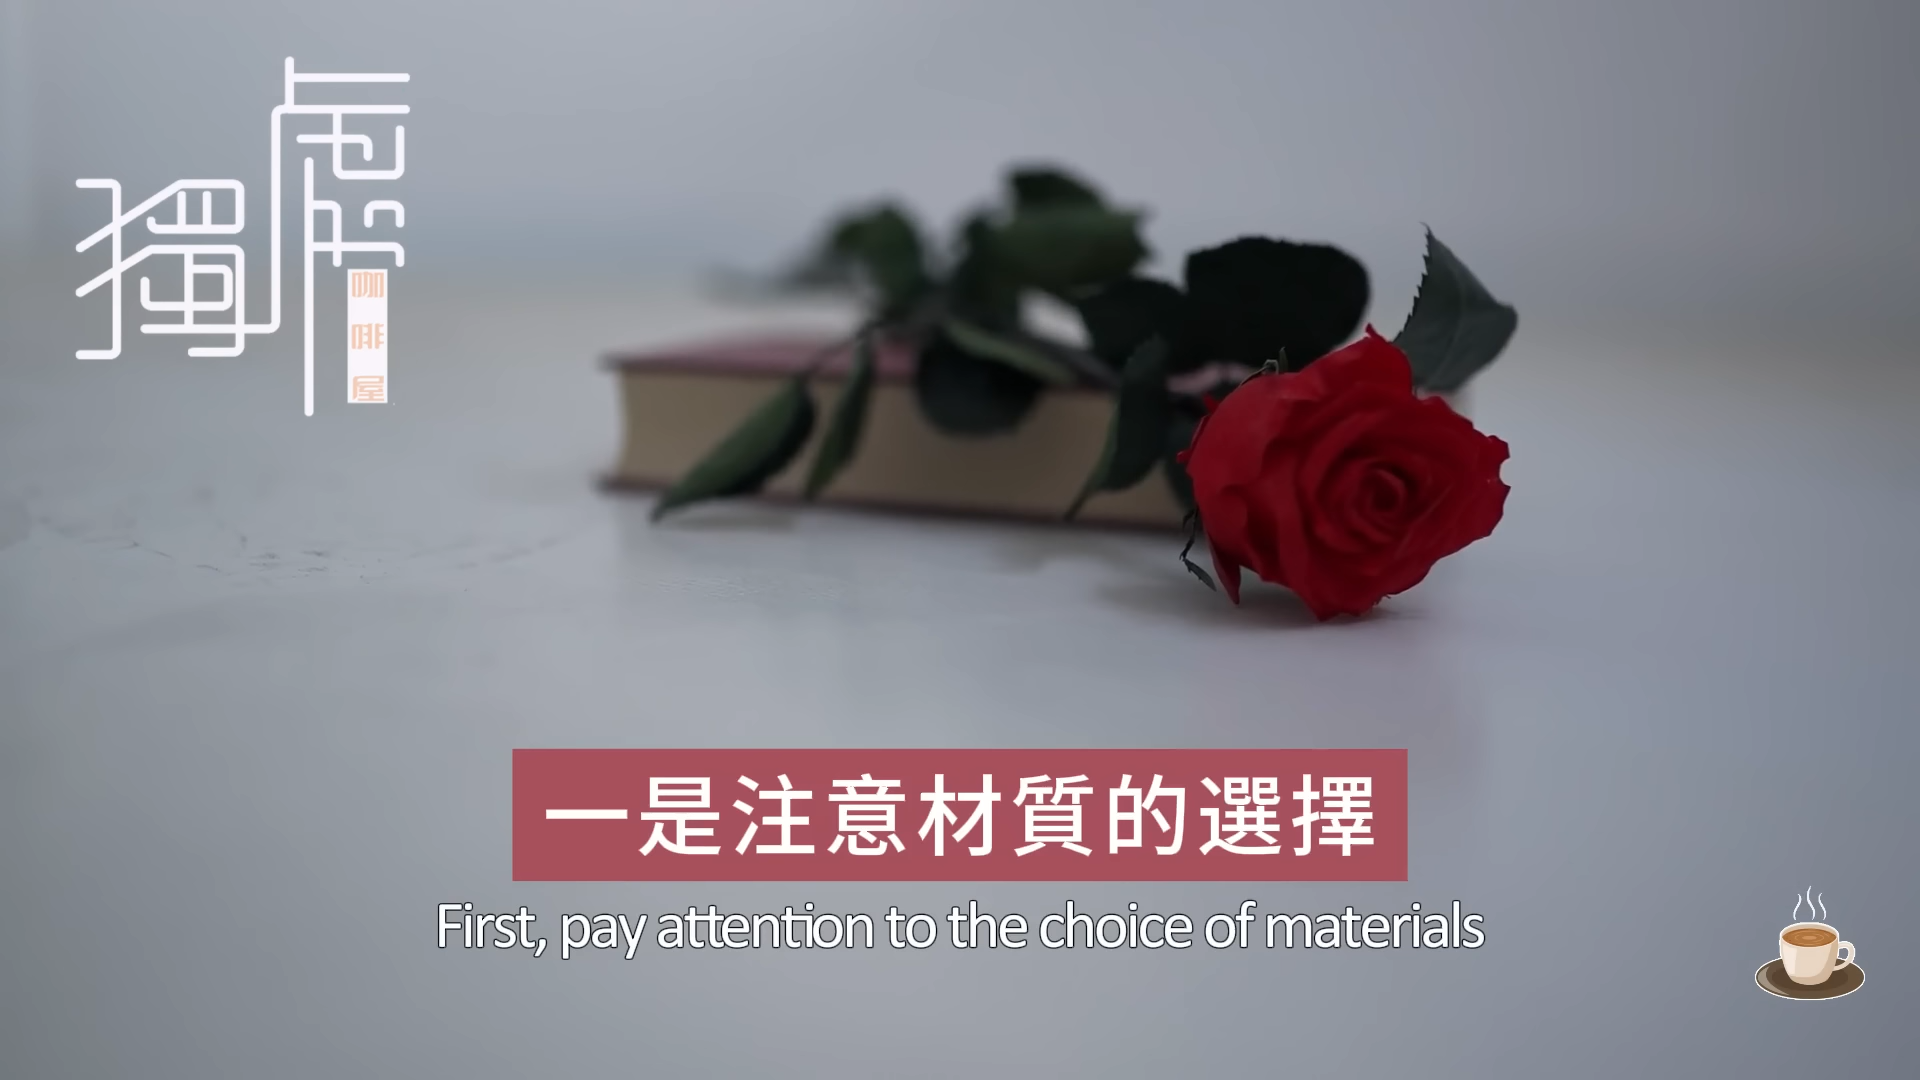 獨處
咖啡屋
一是注意材質的選擇
First, pay attention to the choice of materials